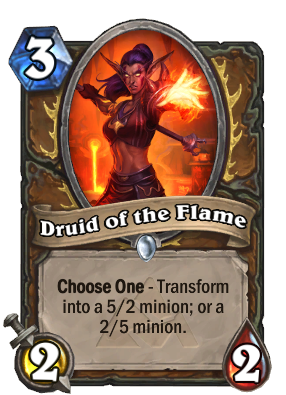 3
Druid of the Flame
Choose One - Transform
into a 5/2 minion; or a
2/5 minion.
2
2